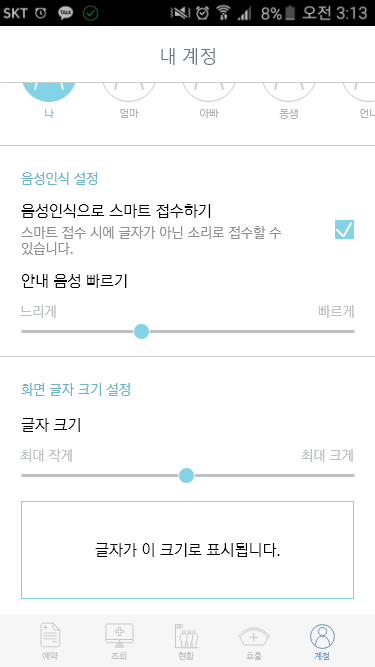 SKT TALK 8% 오전 3:13
내 계정
나 엄마 아빠 동생 언니
음성인식 설정
음성인식으로 스마트 접수하기
스마트 접수 시에 글자가 아닌 소리로 접수할 수
있습니다.
안내 음성 빠르기
느리게 빠르게
화면 글자 크기 설정
글자 크기
최대 작게 최대 크게
글자가 이 크기로 표시됩니다.
예약 조회 현황 호출 계정